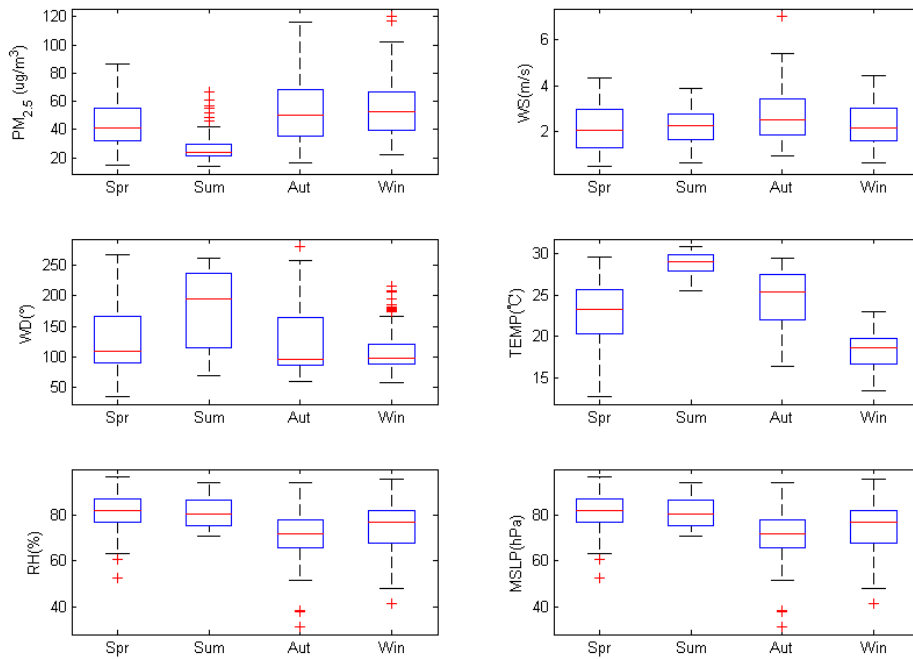 120
100
80
60
40
20
PM2.5 (ug/m3)
Spr Sum Aut Win
6
4
2
WS(m/s)
Spr Sum Aut Win
250
200
150
100
50
WD(°)
Spr Sum Aut Win
30
25
20
15
TEMP(℃)
Spr Sum Aut Win
80
60
40
RH(%)
Spr Sum Aut Win
80
60
40
MSLP(hPa)
Spr Sum Aut Win